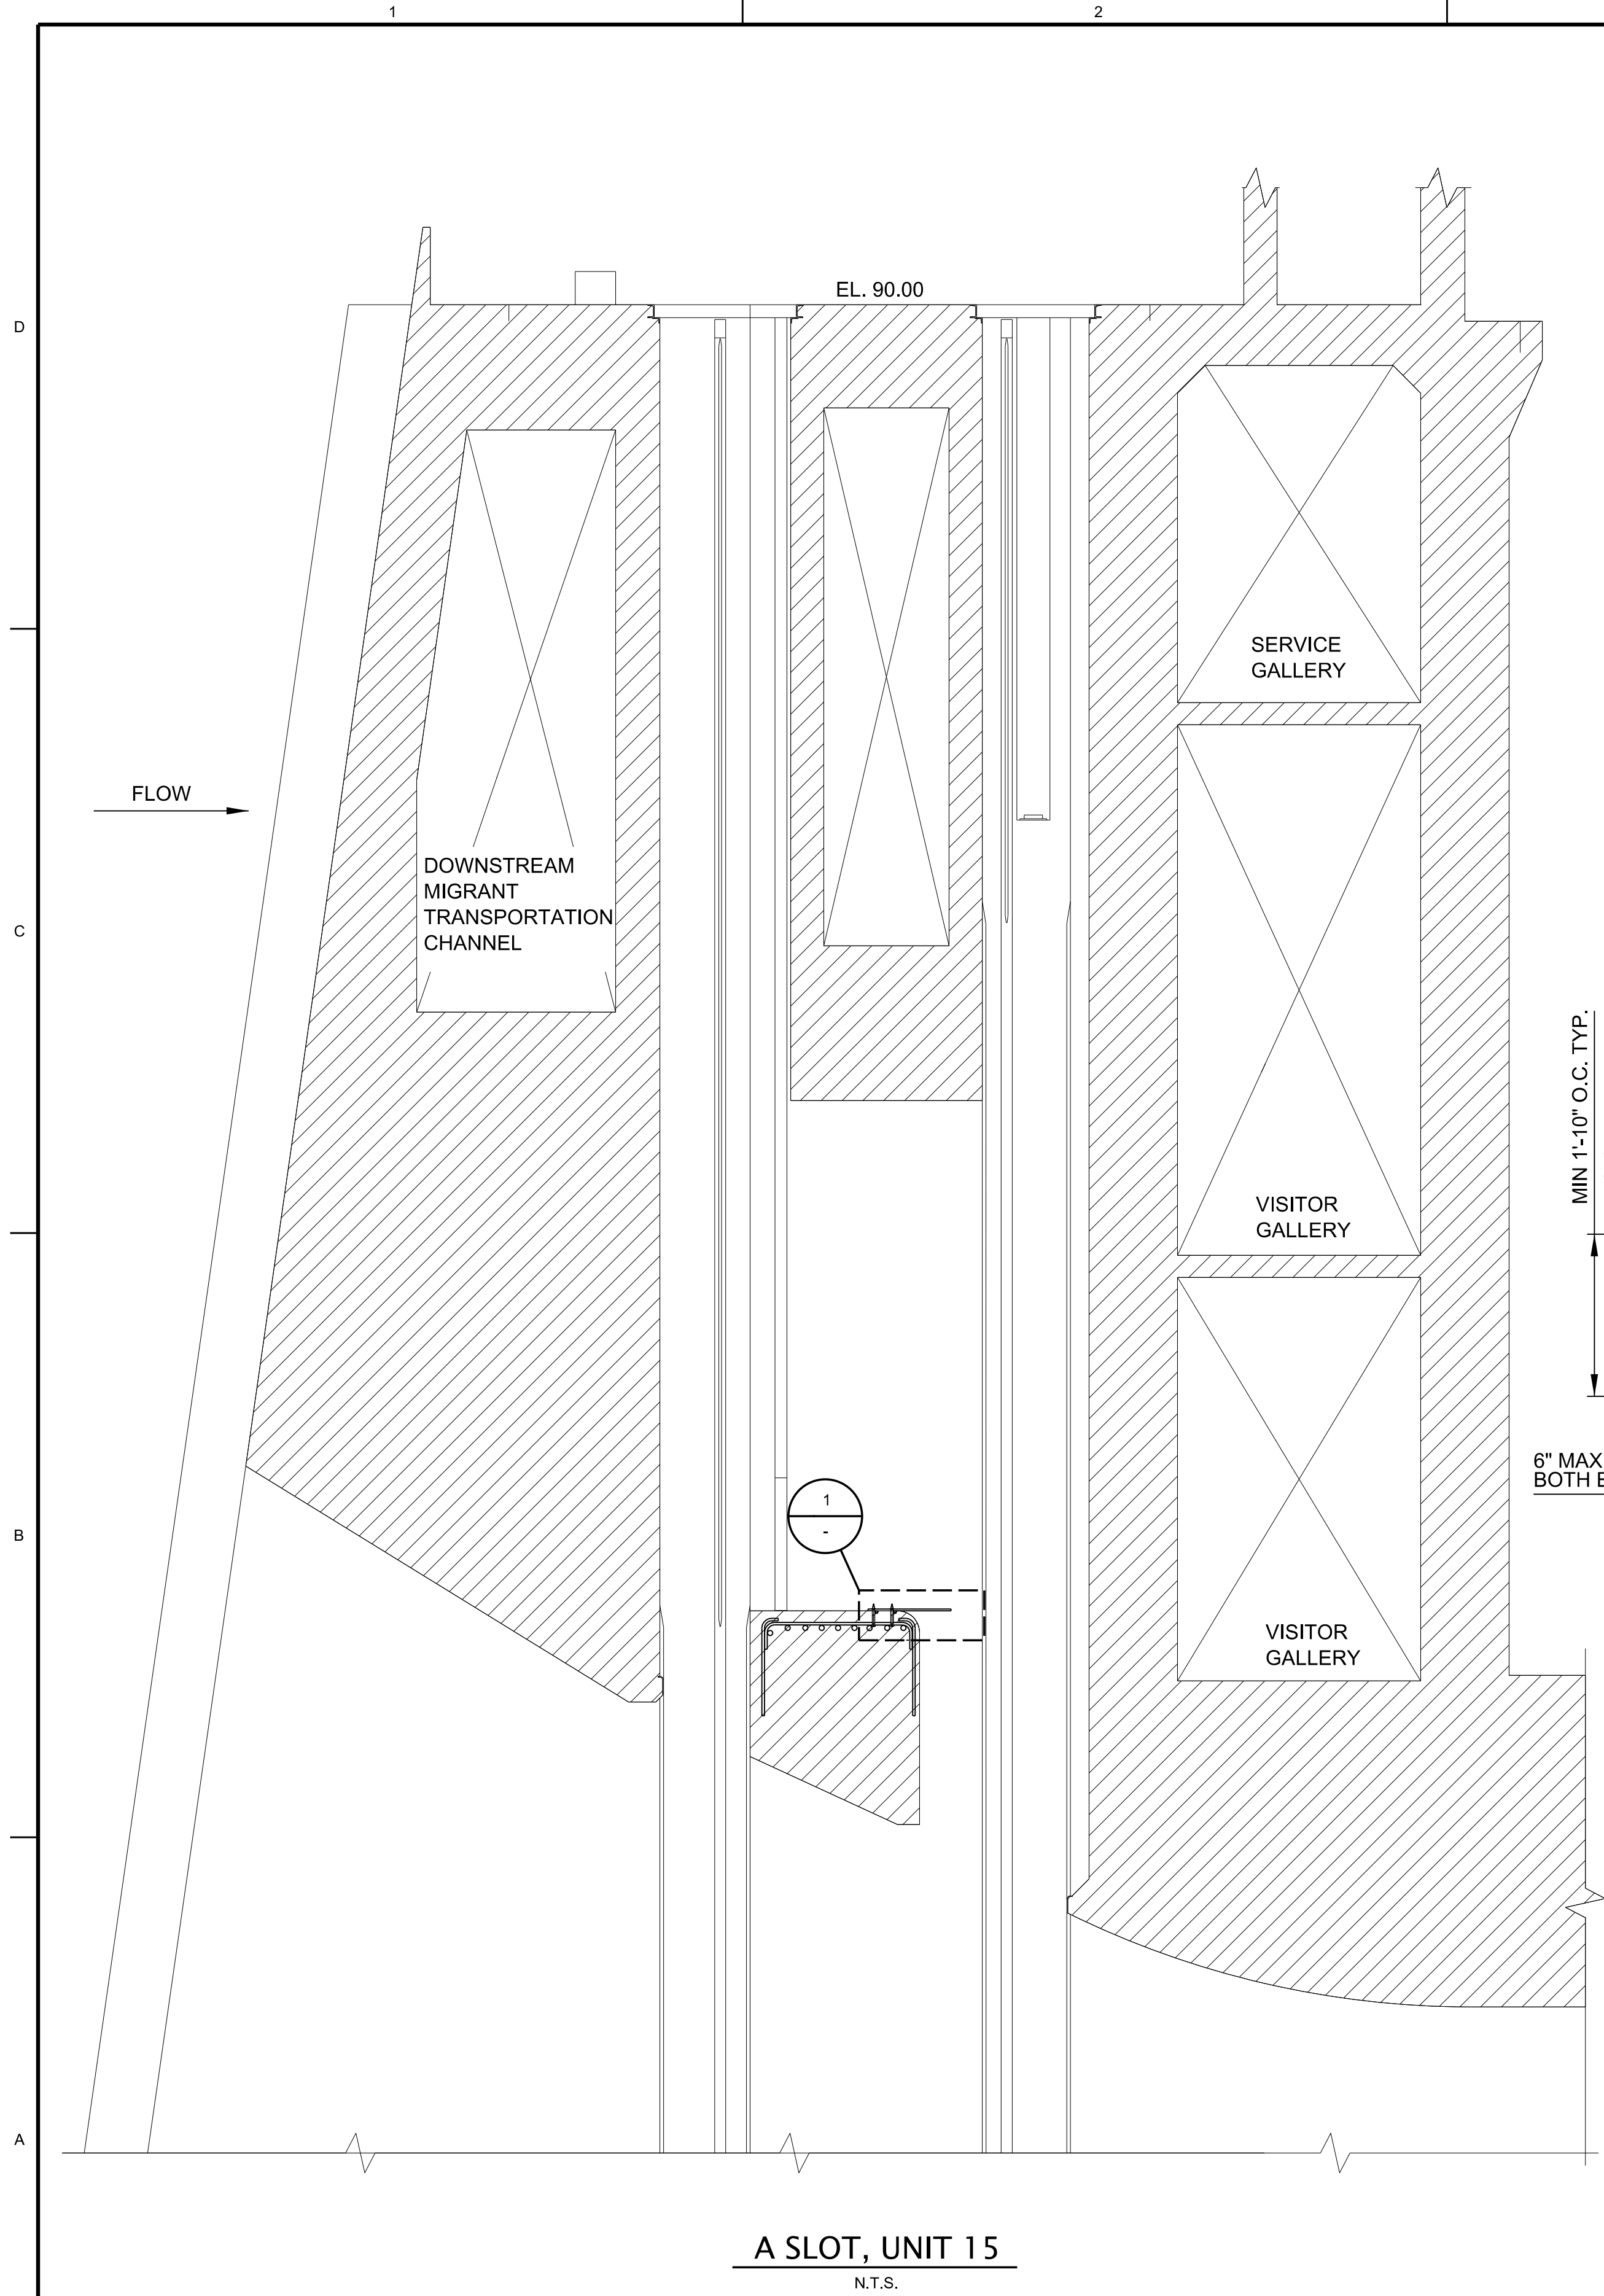 1
2
EL. 90.00
D
SERVICE
GALLERY
FLOW
DOWNSTREAM
MIGRANT
TRANSPORTATION
CHANNEL
C
MIN 1'-10" O.C. TYP.
VISITOR
GALLERY
6" MAX
BOTH E
1
-
B
VISITOR
GALLERY
A
A SLOT, UNIT 15
N.T.S.